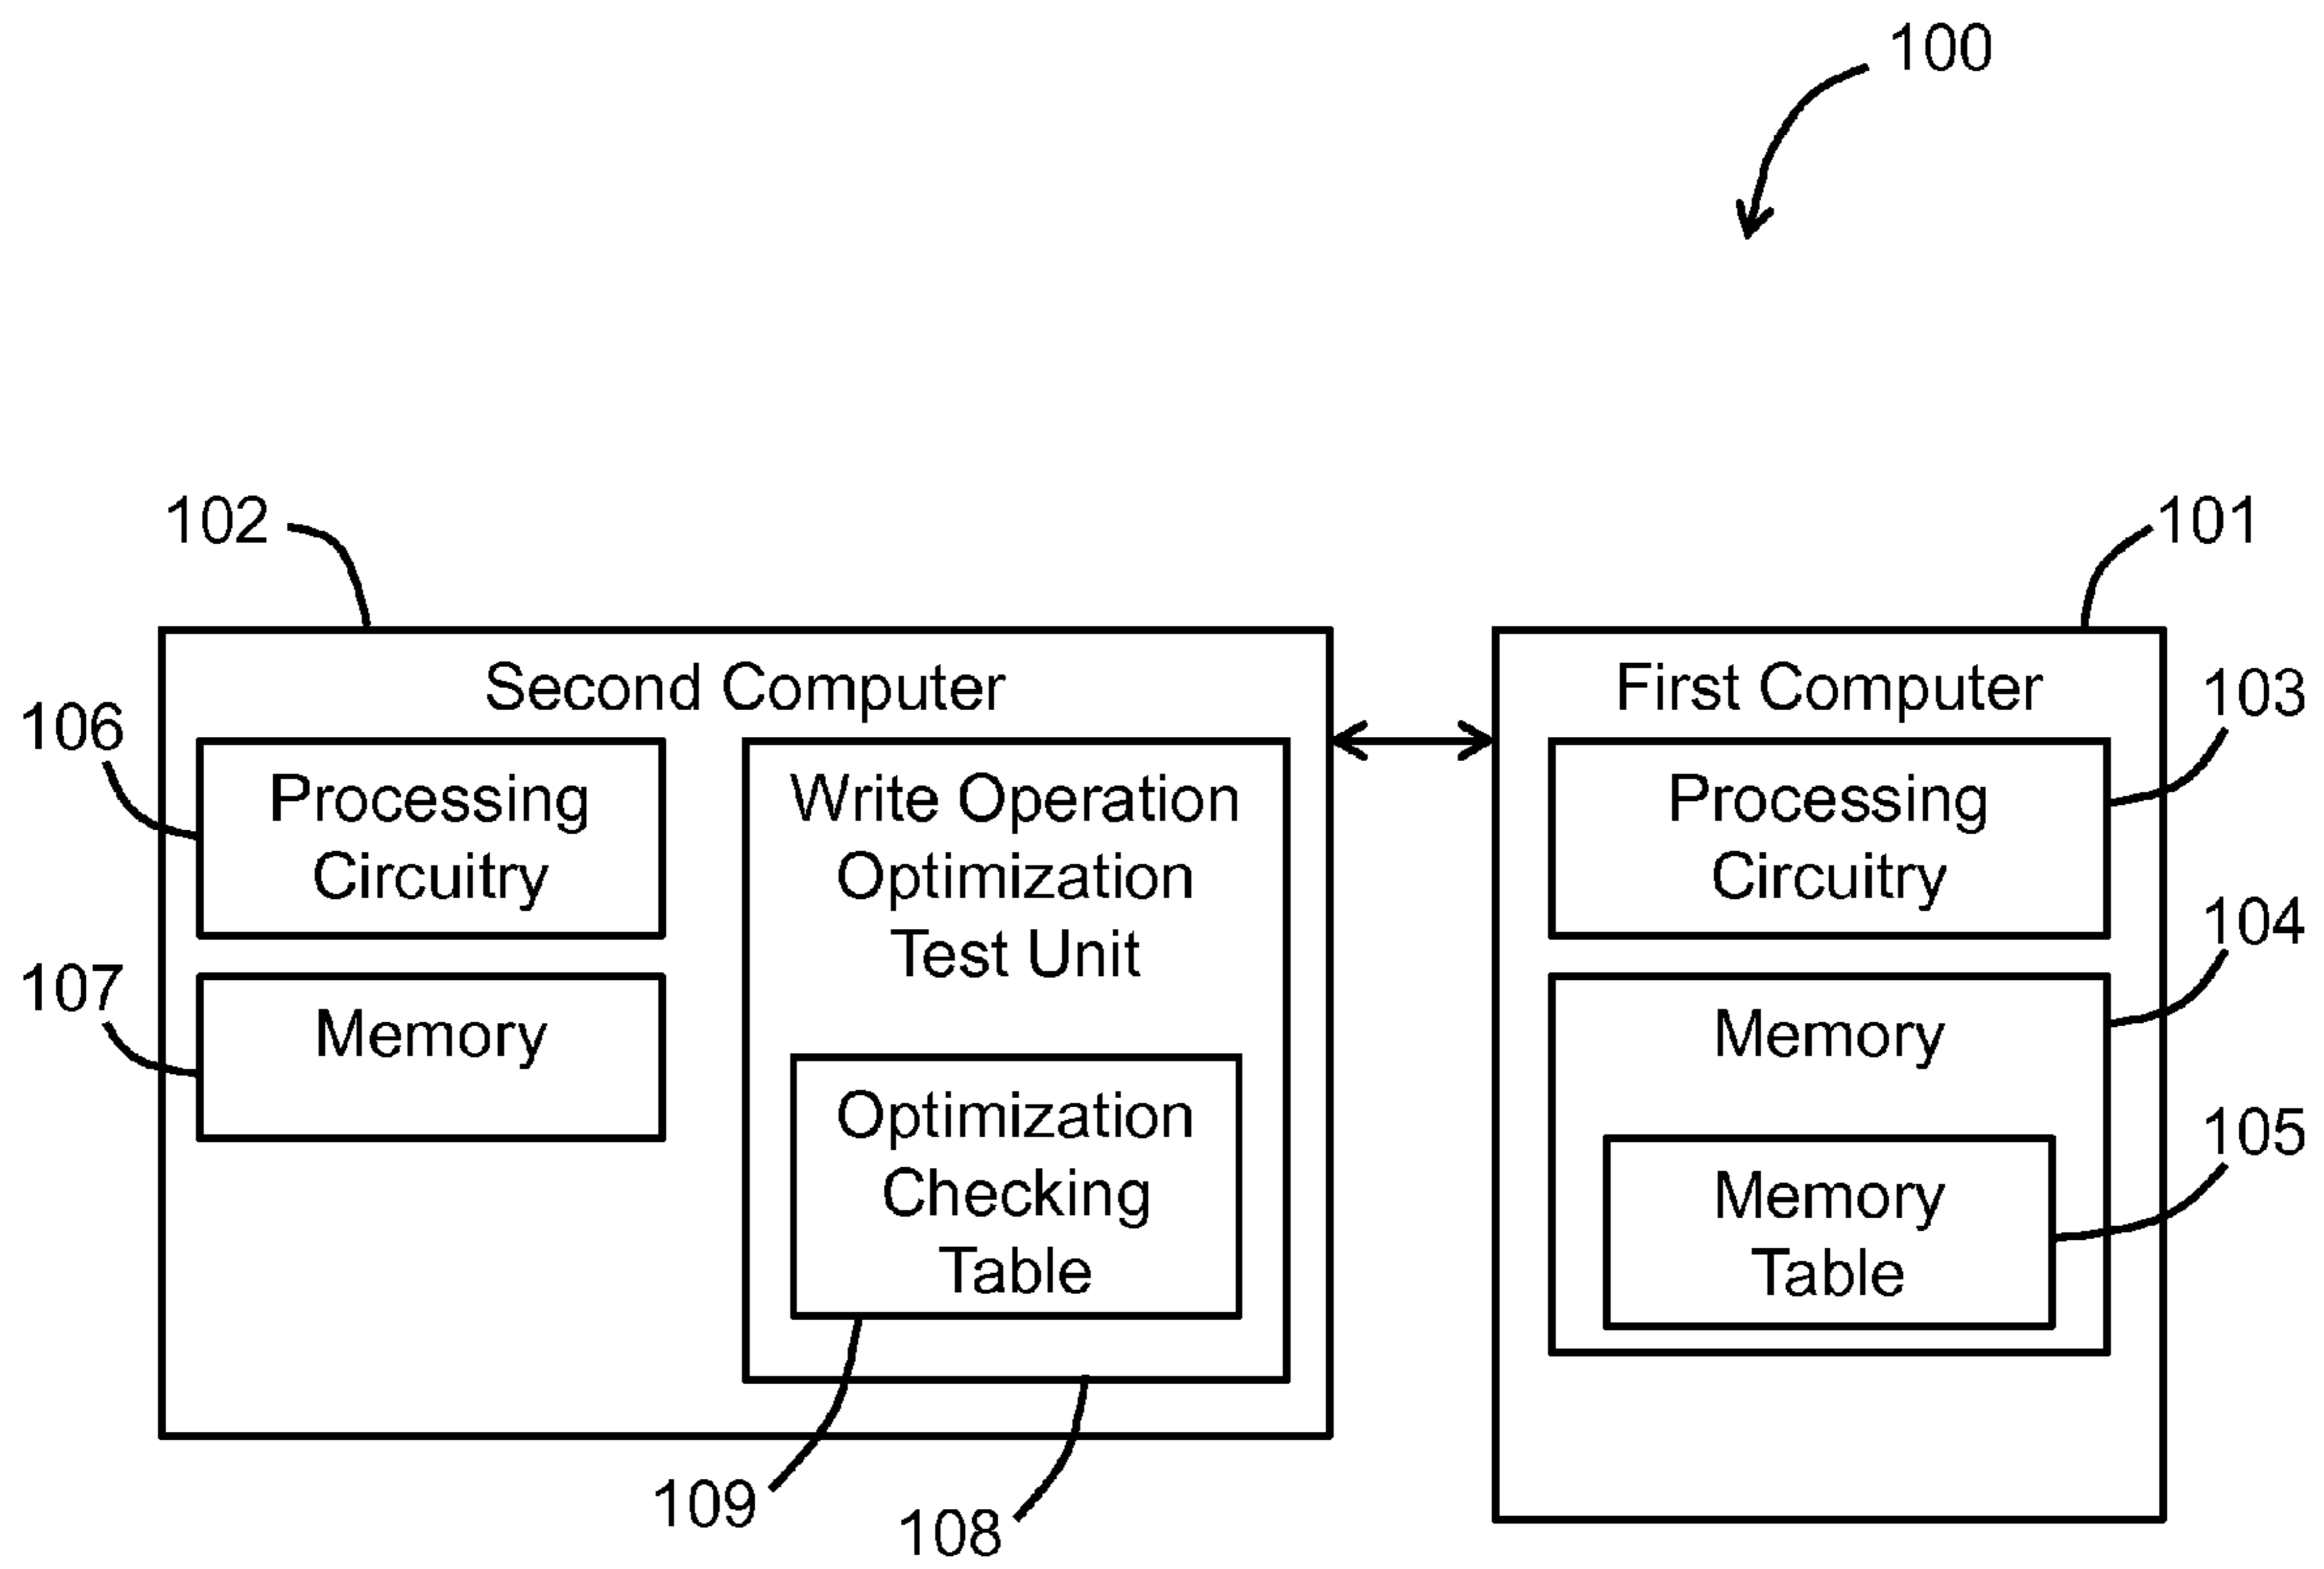 100
102
101
Second Computer
First Computer
106
103
Processing
Circuitry
Write Operation
Optimization
Test Unit
Processing
Circuitry
104
107
Memory
Memory
Optimization
Checking
Table
105
Memory
Table
109
108